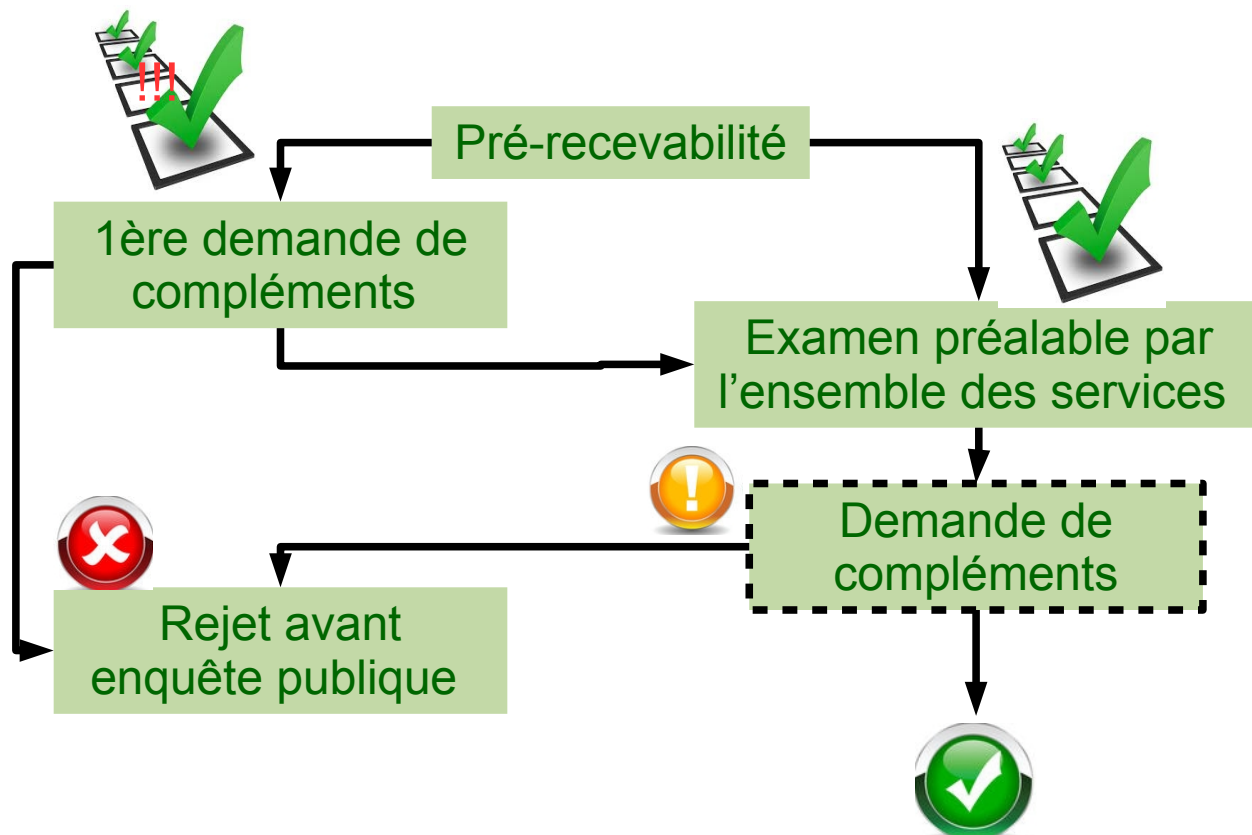 !!!
Pré-recevabilité
1ère demande de
compléments
Examen préalable par
l’ensemble des services
Demande de
compléments
Rejet avant
enquête publique